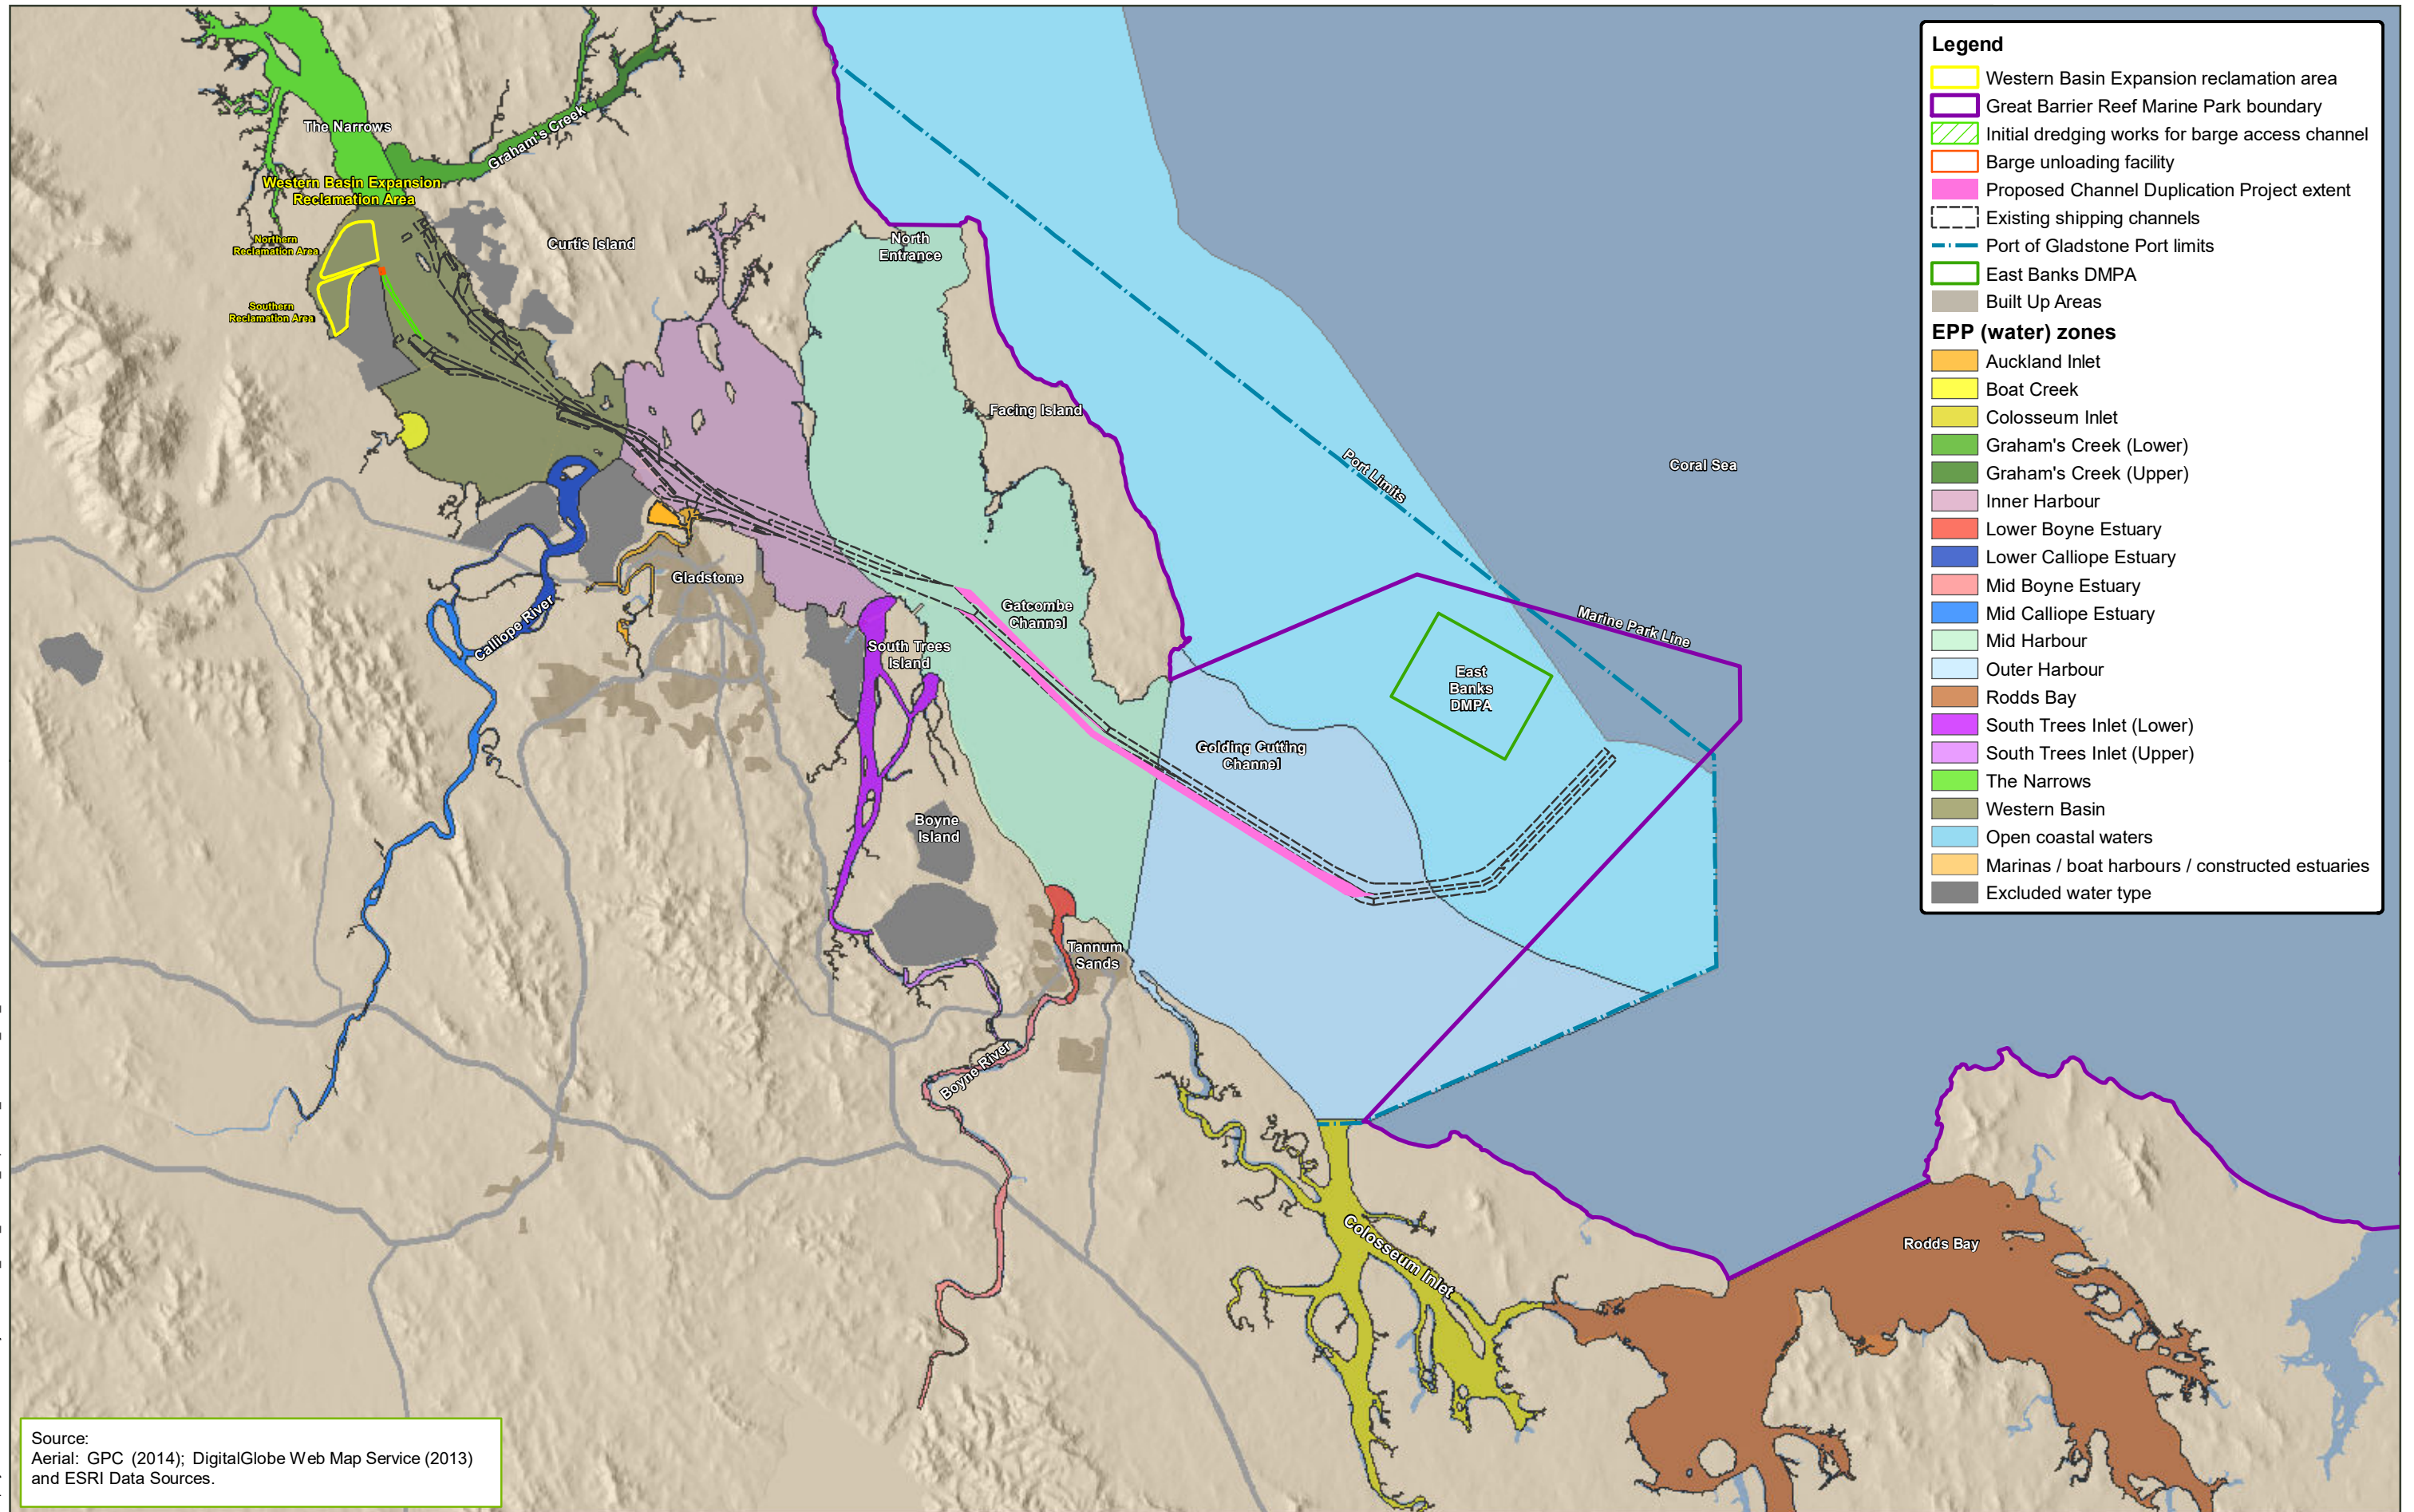 The Narrows
Graham's Creek
Western Basin Expansion
Reclamation Area
Northern
Reclamation Area
Southern
Reclamation Area
Curtis Island
North
Entrance
Facing Island
Port Limits
Coral Sea
Gladstone
Calliope River
Gatcombe
Channel
South Trees
Island
Marine Park Line
East
Banks
DMPA
Golding Cutting
Channel
Boyne
Island
Tannum
Sands
Boyne River
Colosseum Inlet
Rodds Bay
Legend
Western Basin Expansion reclamation area
Great Barrier Reef Marine Park boundary
Initial dredging works for barge access channel
Barge unloading facility
Proposed Channel Duplication Project extent
Existing shipping channels
Port of Gladstone Port limits
East Banks DMPA
Built Up Areas
EPP (water) zones
Auckland Inlet
Boat Creek
Colosseum Inlet
Graham's Creek (Lower)
Graham's Creek (Upper)
Inner Harbour
Lower Boyne Estuary
Lower Calliope Estuary
Mid Boyne Estuary
Mid Calliope Estuary
Mid Harbour
Outer Harbour
Rodds Bay
South Trees Inlet (Lower)
South Trees Inlet (Upper)
The Narrows
Western Basin
Open coastal waters
Marinas / boat harbours / constructed estuaries
Excluded water type
Source:
Aerial: GPC (2014); DigitalGlobe Web Map Service (2013)
and ESRI Data Sources.